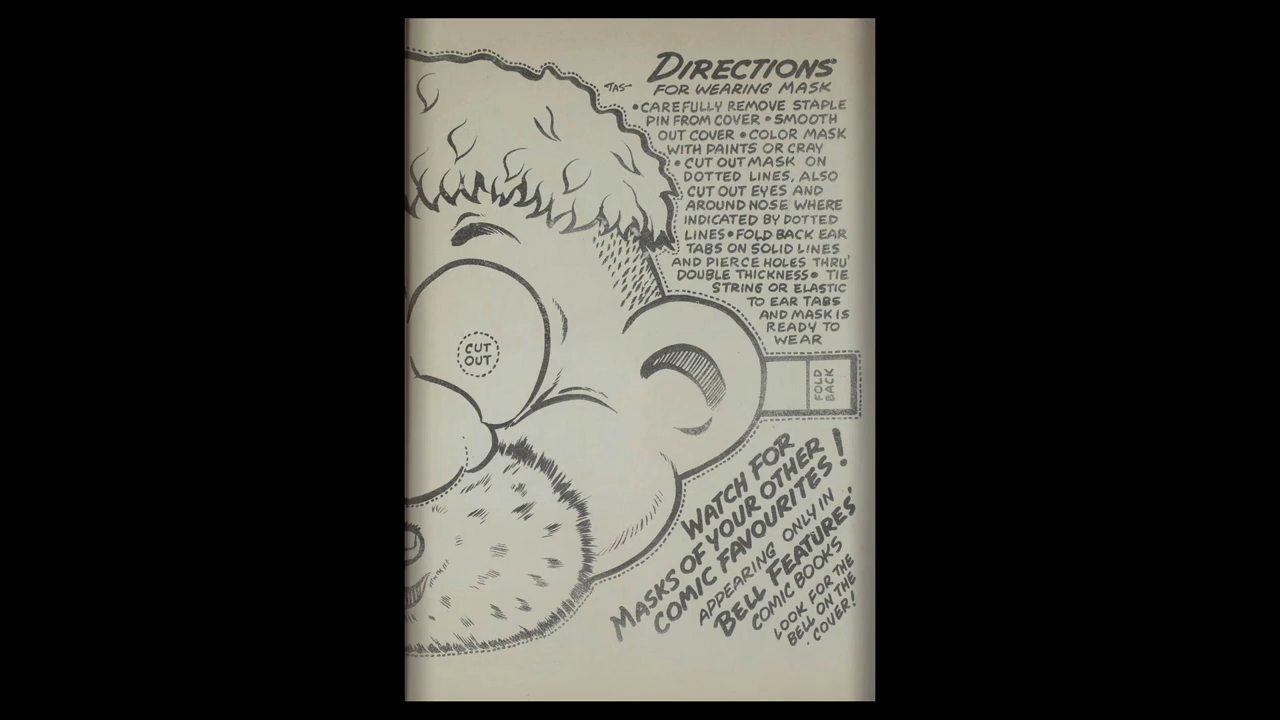 DIRECTIONS
FOR WEARING MASK
TAS
•CAREFULLY REMOVE STAPLE
PIN FROM COVER •SMOOTH
OUT COVER •COLOR MASK
WITH PAINTS OR CRAY
•CUT OUT MASK ON
DOTTED LINES, ALSO
CUT OUT EYES AND
AROUND NOSE WHERE
INDICATED BY DOTTED
LINES•FOLD BACK EAR
TABS ON SOLID LINES
AND PIERCE HOLES THRU'
DOUBLE THICKNESS• TIE
STRING OR ELASTIC
TO EAR TABS
AND MASK IS
READY TO
WEAR
CUT
OUT
FOLD
BACK
WATCH FOR
MASKS OF YOUR OTHER
COMIC FAVOURITES!
APPEARING ONLY IN
BELL FEATURES'
COMIC BOOKS
LOOK FOR THE
BELL ON THE
COVER!